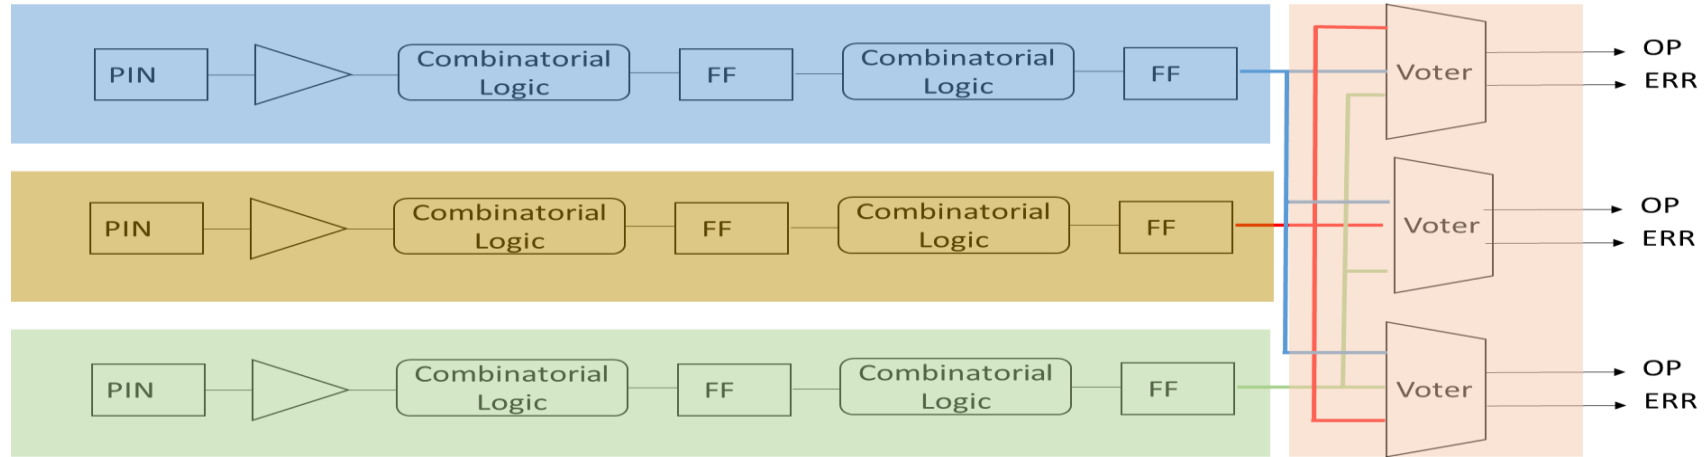 PIN
Combinatorial
Logic
FF
Combinatorial
Logic
FF
Voter
OP
ERR
PIN
Combinatorial
Logic
FF
Combinatorial
Logic
FF
Voter
OP
ERR
PIN
Combinatorial
Logic
FF
Combinatorial
Logic
FF
Voter
OP
ERR